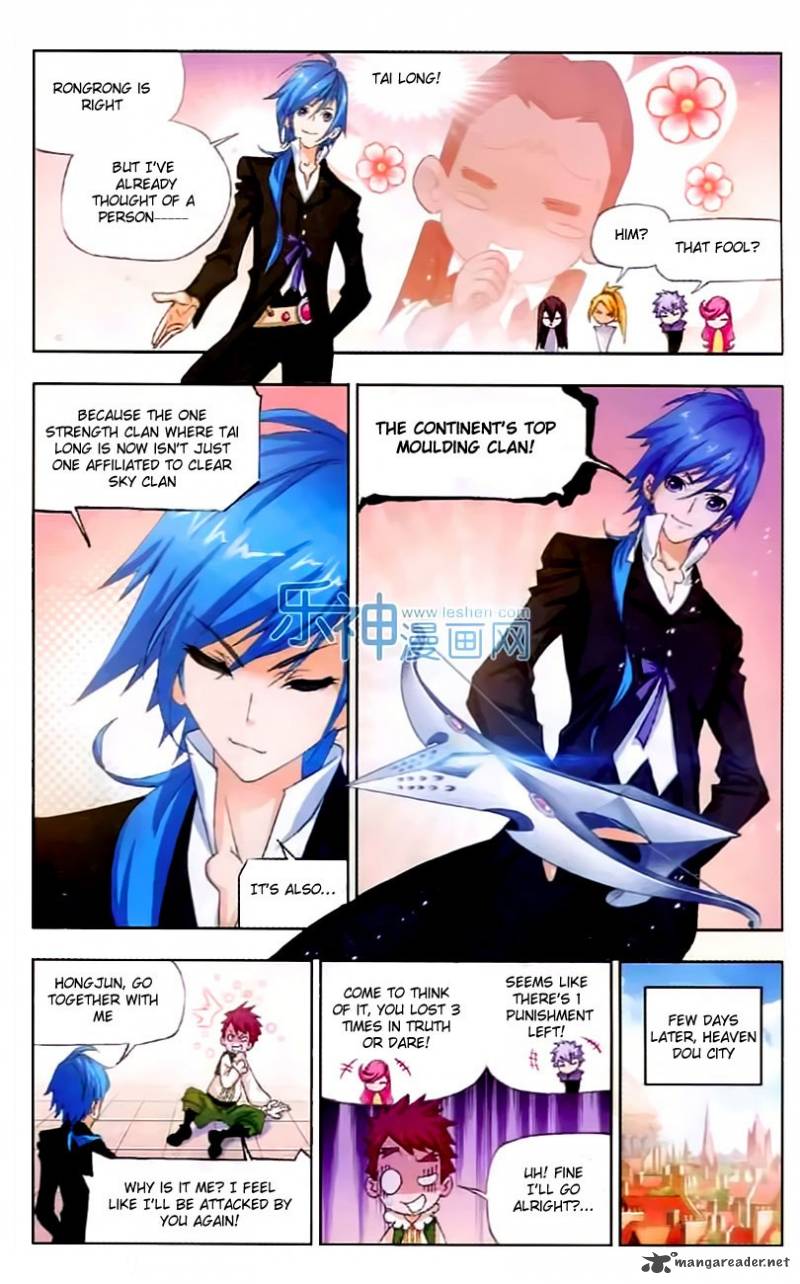 RONGRONG IS
RIGHT
BUT I'VE
ALREADY
THOUGHT OF A
PERSON-----
TAI LONG!
HIM?
THAT FOOL?
BECAUSE THE ONE
STRENGTH CLAN WHERE TAI
LONG IS NOW ISN'T JUST
ONE AFFILIATED TO CLEAR
SKY CLAN
IT'S ALSO...
THE CONTINENT'S TOP
MOULDING CLAN!
乐神漫画网
www.leshen.com
HONGJUN, GO
TOGETHER WITH
ME
WHY IS IT ME? I FEEL
LIKE I'LL BE ATTACKED BY
YOU AGAIN!
COME TO THINK
OF IT, YOU LOST 3
TIMES IN TRUTH
OR DARE!
SEEMS LIKE
THERE'S 1
PUNISHMENT
LEFT!
UH! FINE
I'LL GO
ALRIGHT?...
FEW DAYS
LATER, HEAVEN
DOU CITY
mangareader.net